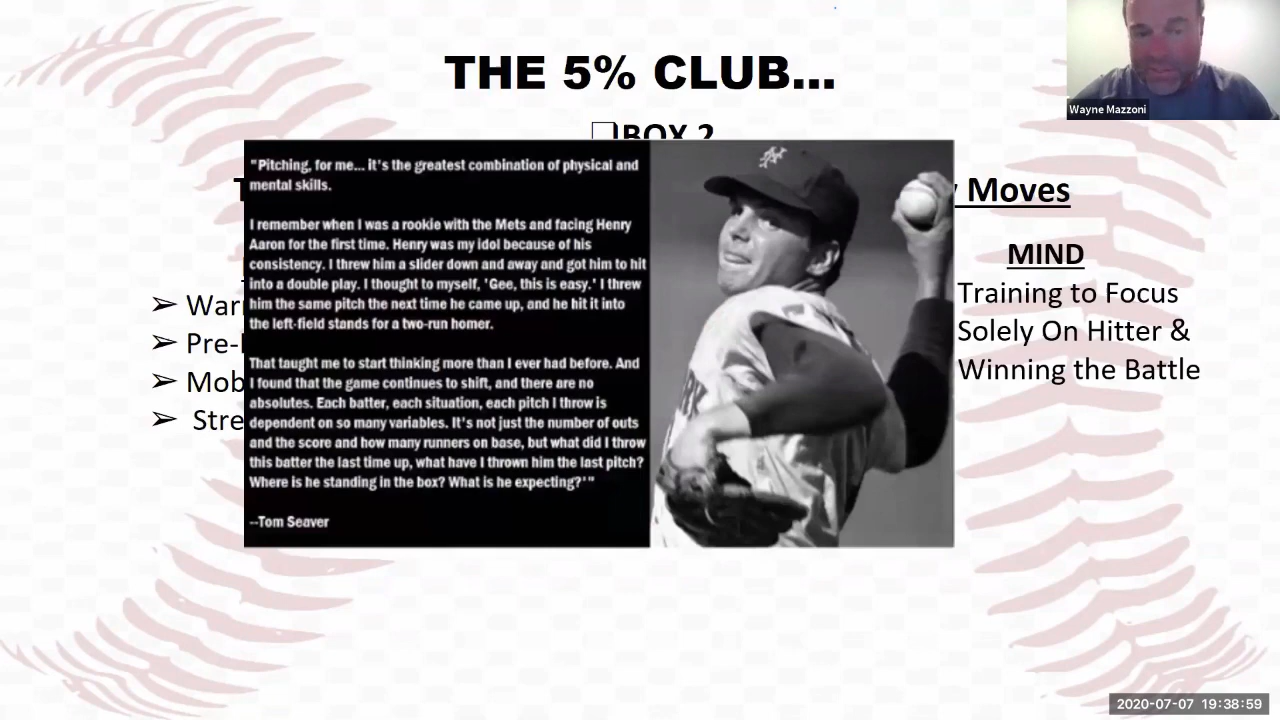 THE 5% CLUB...
Wayne Mazzoni
❑BOX 2
Moves
MIND
➢ War
➢ Pre-
➢ Mob
➢ Stre
Training to Focus
Solely On Hitter &
Winning the Battle
"Pitching, for me... it's the greatest combination of physical and
mental skills.
I remember when I was a rookie with the Mets and facing Henry
Aaron for the first time. Henry was my idol because of his
consistency. I threw him a slider down and away and got him to hit
into a double play. I thought to myself, 'Gee, this is easy.' I threw
him the same pitch the next time he came up, and he hit it into
the left-field stands for a two-run homer.
That taught me to start thinking more than I ever had before. And
I found that the game continues to shift, and there are no
absolutes. Each batter, each situation, each pitch I throw is
dependent on so many variables. It's not just the number of outs
and the score and how many runners on base, but what did I throw
this batter the last time up, what have I thrown him the last pitch?
Where is he standing in the box? What is he expecting?'"
--Tom Seaver
NY
2020-07-07 19:38:59